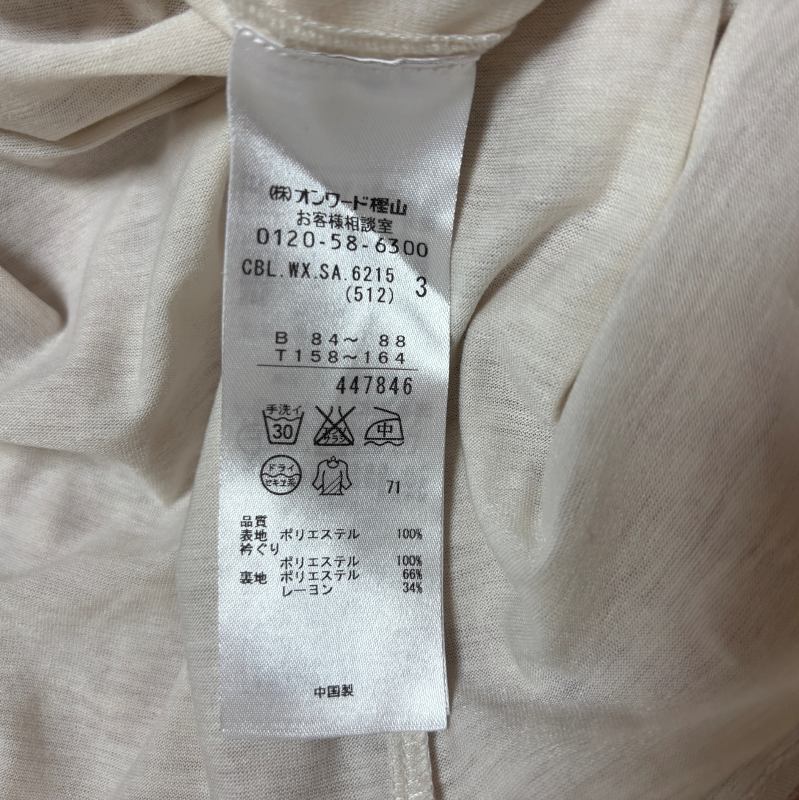 (株)オンワード樫山
お客様相談室
0120-58-6300
CBL.WX.SA.6215 3
(512)
B 84～ 88
T158～164
447846
手洗イ
30
中
ドライ
セキユ系
71
品質
表地 ポリエステル 100%
衿ぐり
ポリエステル 100%
裏地 ポリエステル 66%
レーヨン 34%
中国製